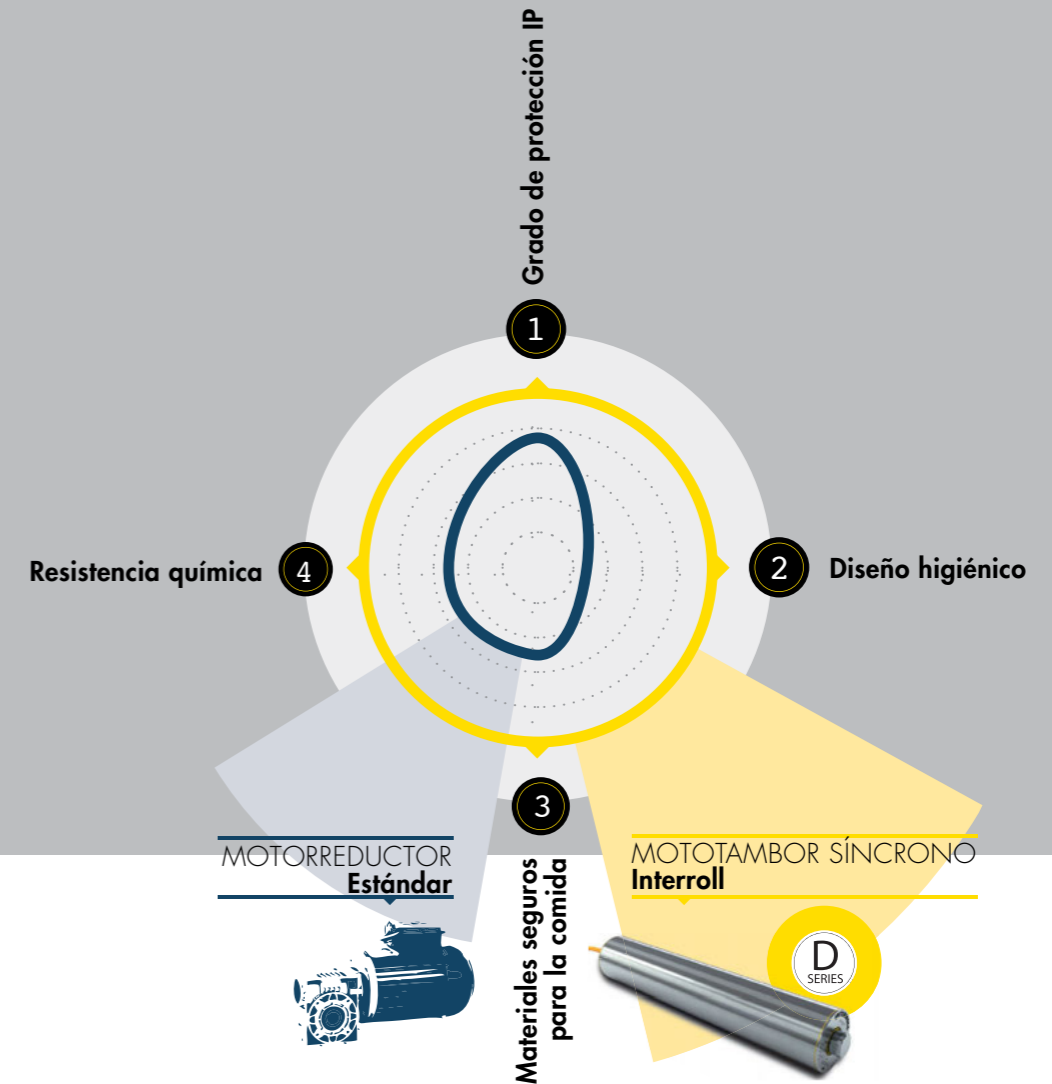 Grado de protección IP
1
Resistencia química
4
2
Diseño higiénico
3
Materiales seguros
para la comida
MOTORREDUCTOR
Estándar
MOTOTAMBOR SÍNCRONO
Interroll
D
SERIES